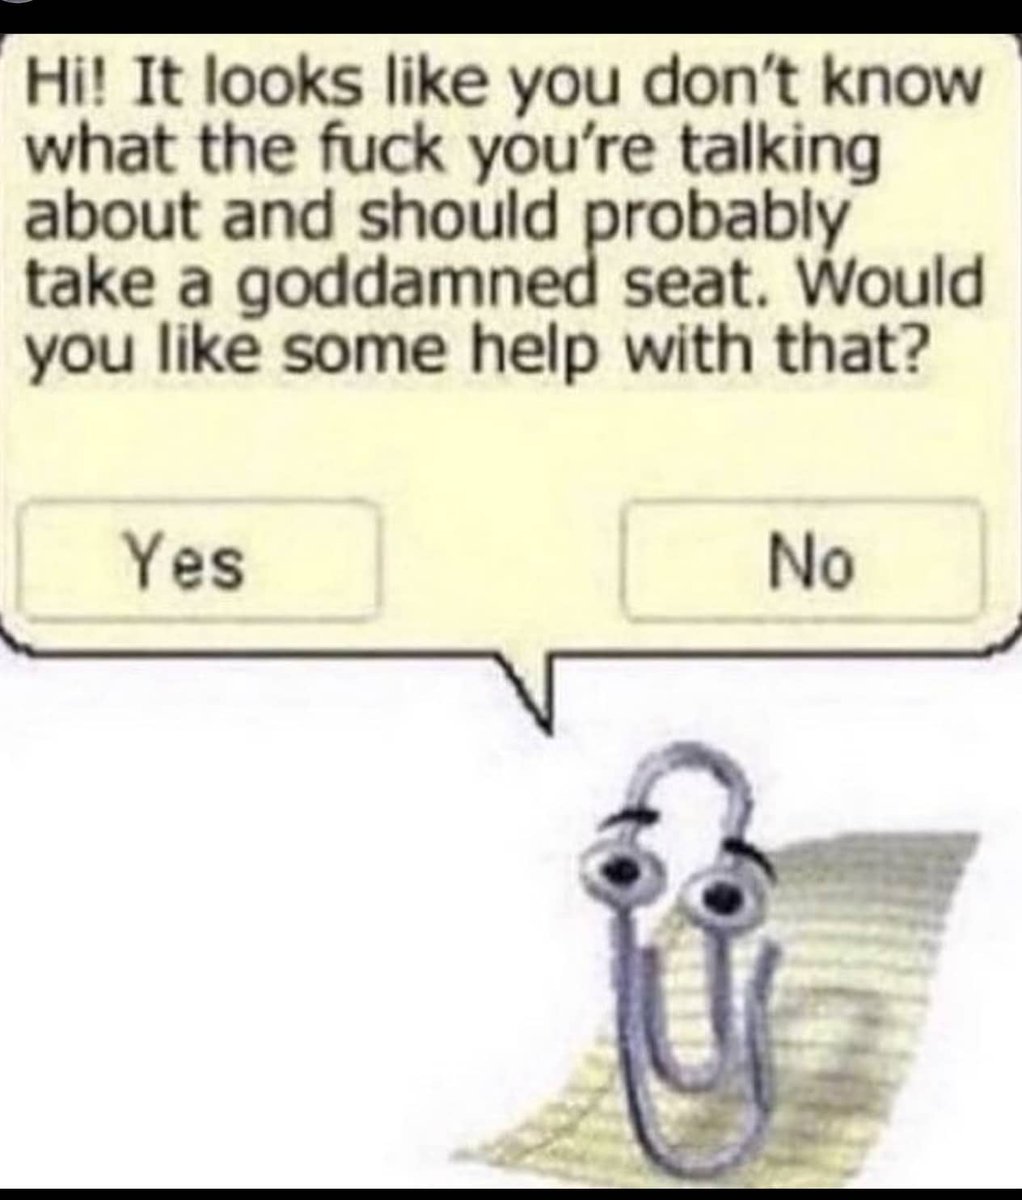 Hi! It looks like you don't know
what the fuck you're talking
about and should probably
take a goddamned seat. Would
you like some help with that?
Yes
No